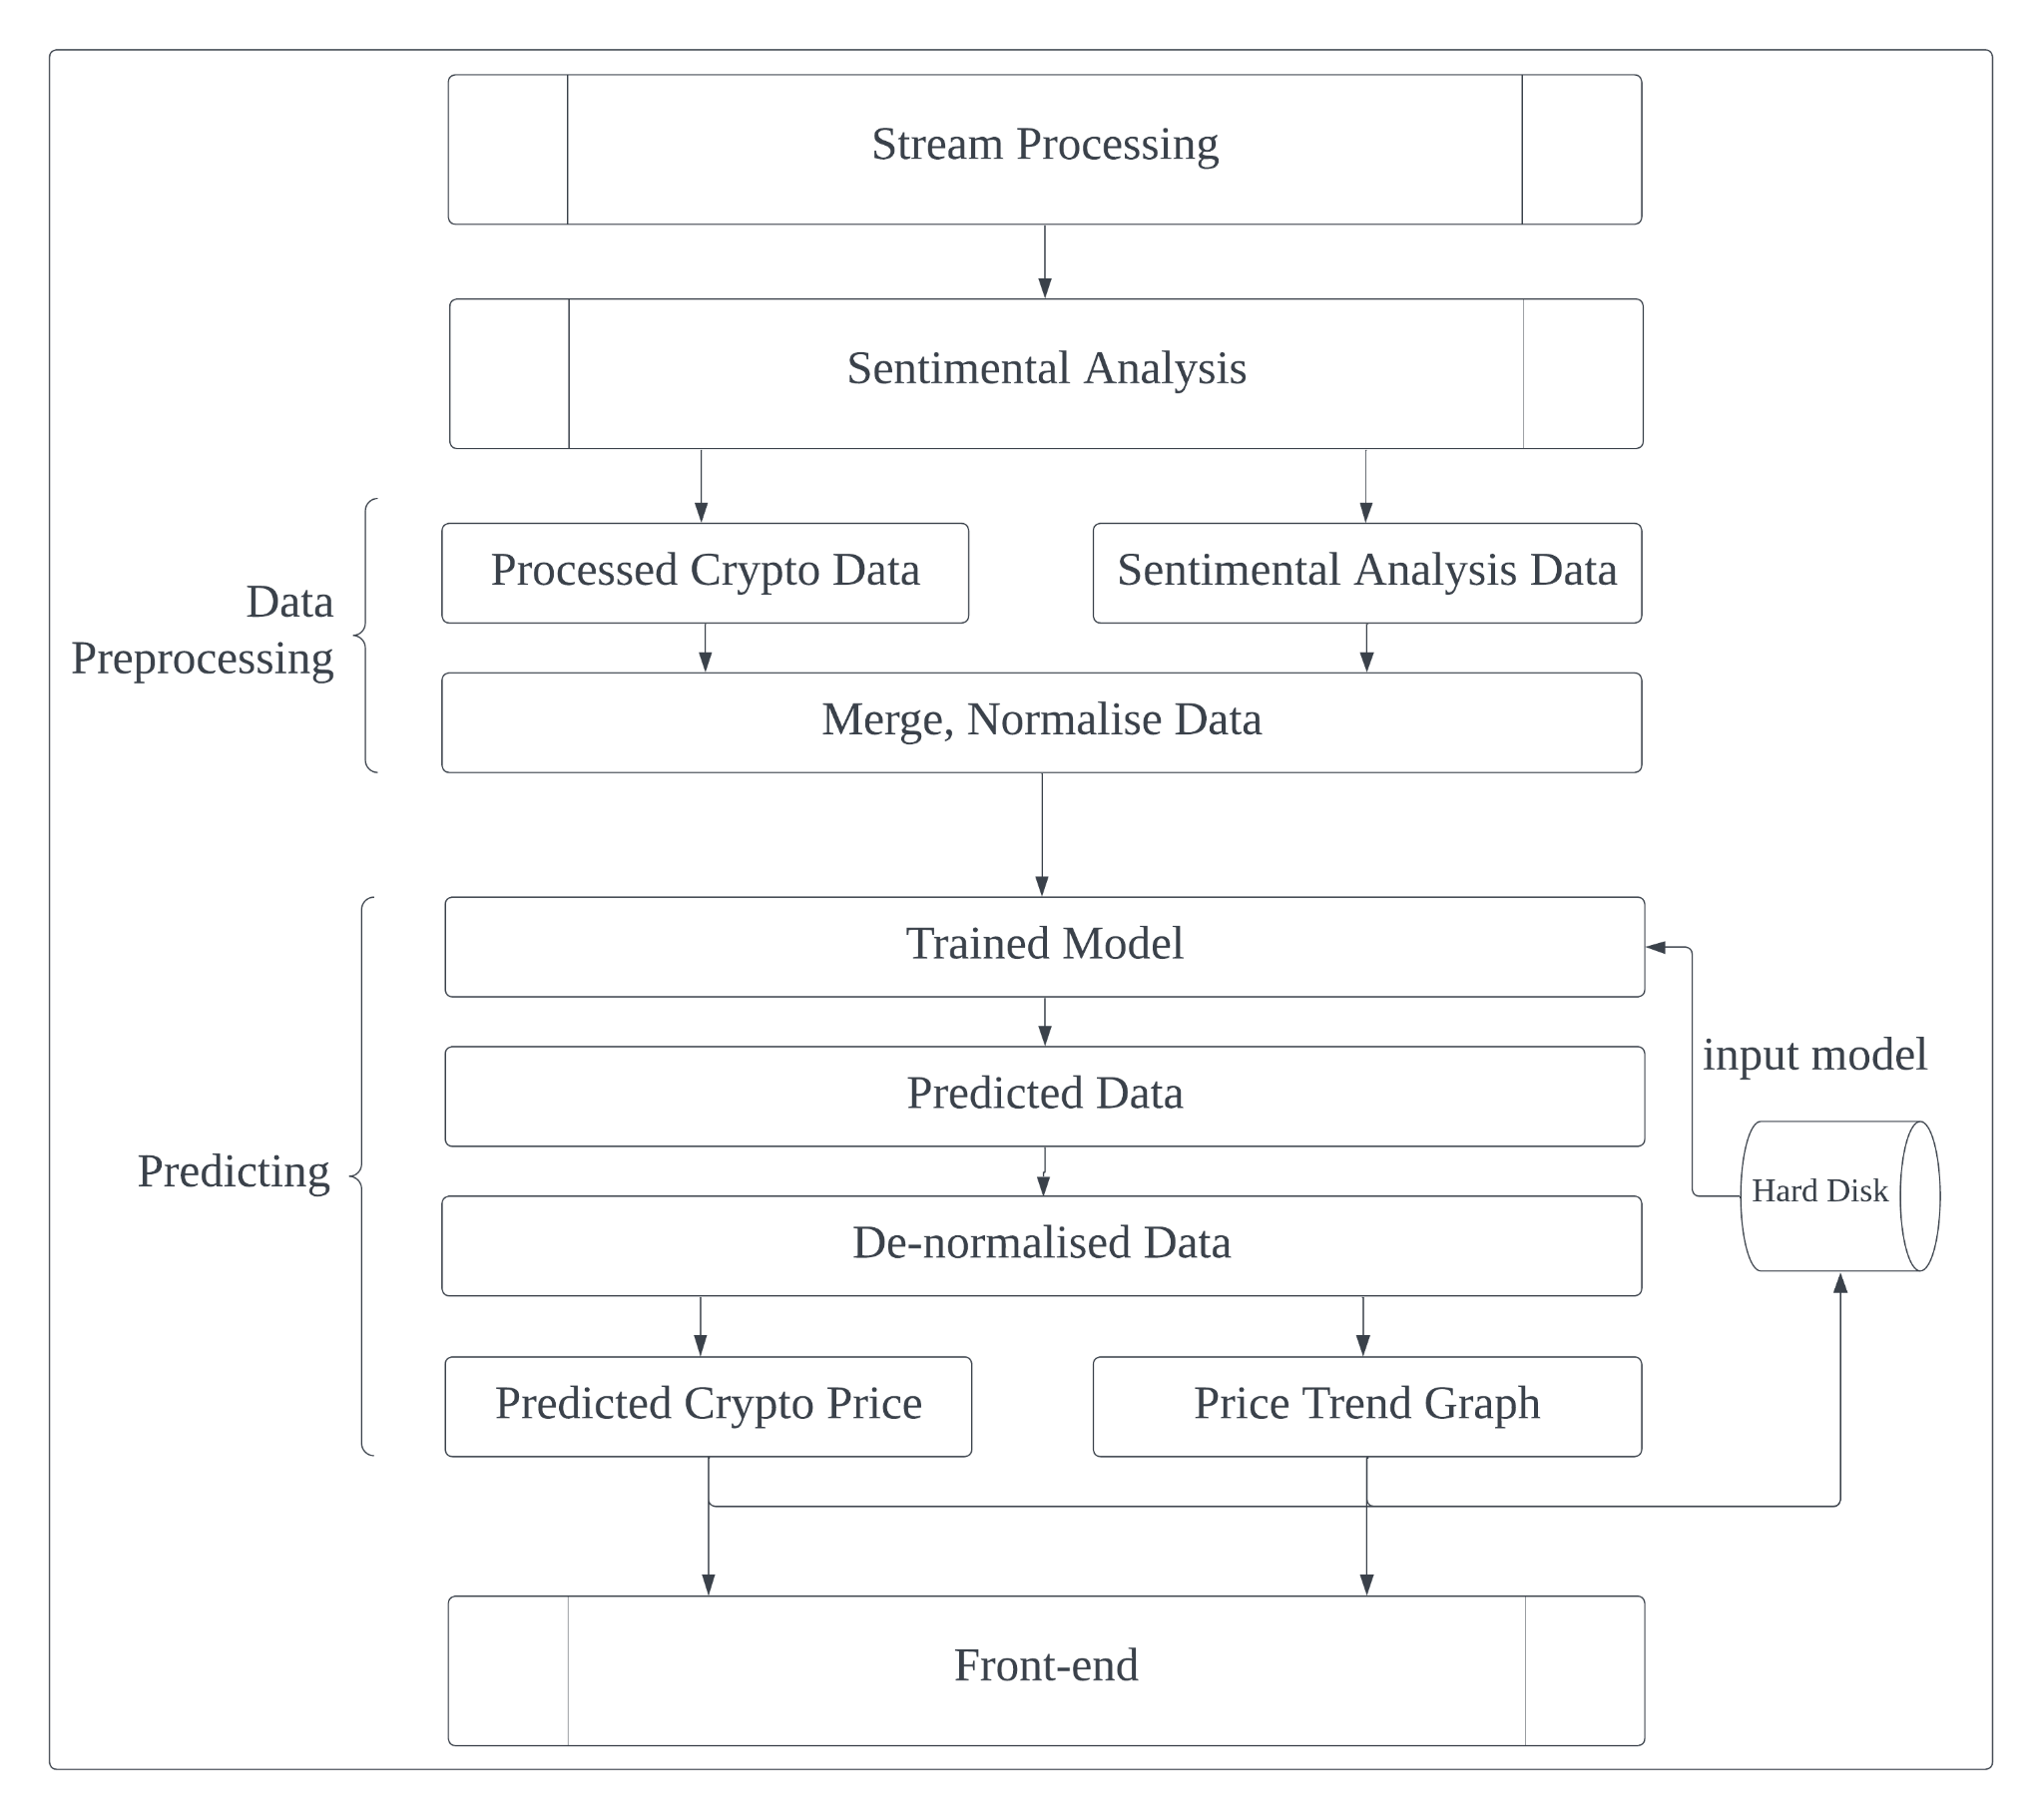 Stream Processing
Sentimental Analysis
Processed Crypto Data
Sentimental Analysis Data
Data
Preprocessing
Merge, Normalise Data
Trained Model
input model
Predicted Data
Predicting
Hard Disk
De-normalised Data
Predicted Crypto Price
Price Trend Graph
Front-end